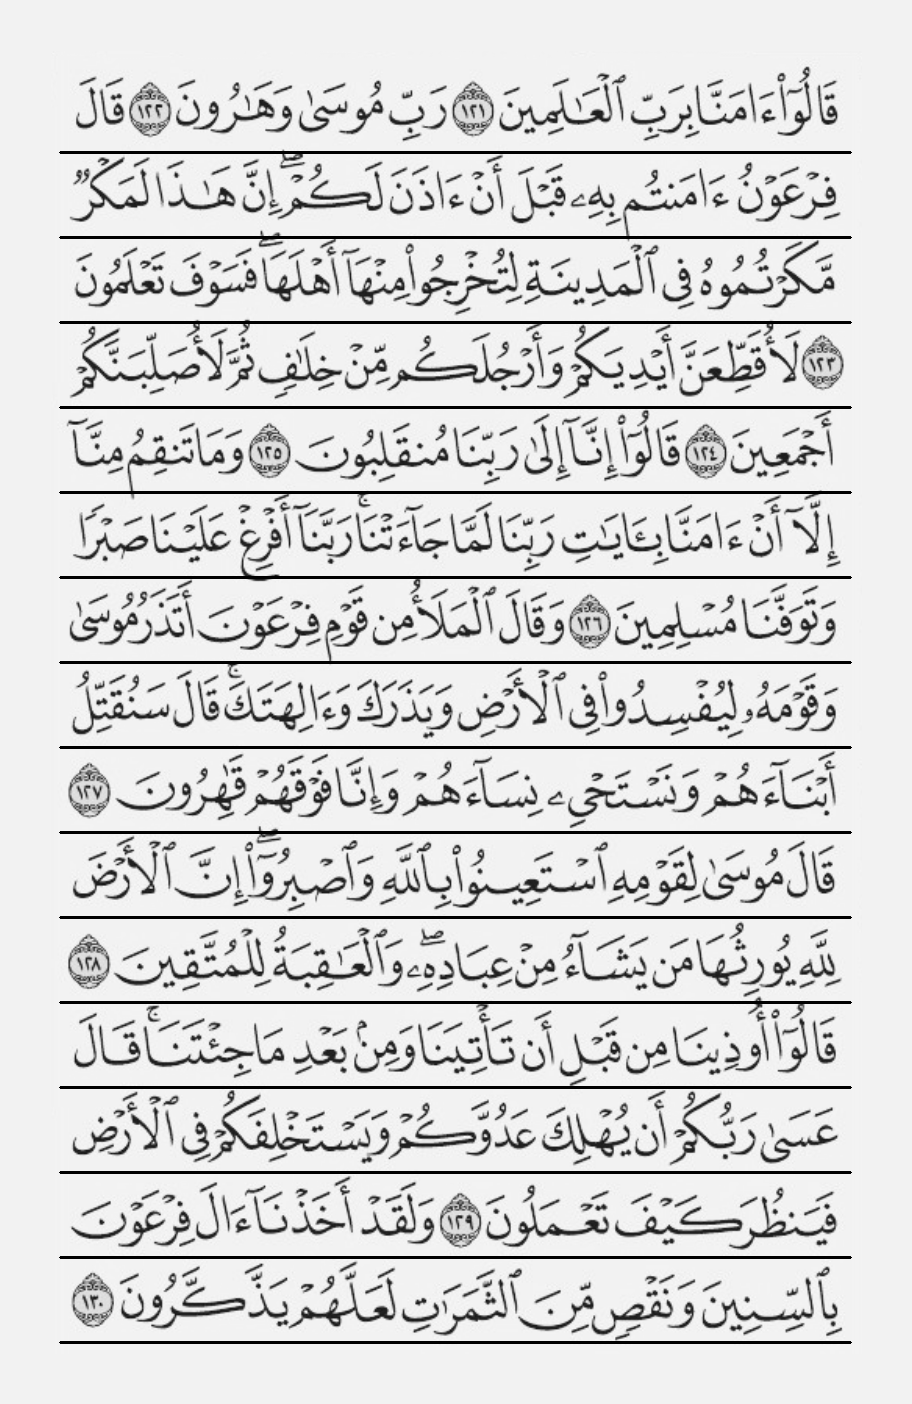 قَالُوٓا۟ ءَامَنَّا بِرَبِّ ٱلْعَـٰلَمِينَ ١٢١ رَبِّ مُوسَىٰ وَهَـٰرُونَ ١٢٢ قَالَ
فِرْعَوْنُ ءَامَنتُم بِهِۦ قَبْلَ أَنْ ءَاذَنَ لَكُمْ ۖ إِنَّ هَـٰذَا لَمَكْرٌ
مَّكَرْتُمُوهُ فِى ٱلْمَدِينَةِ لِتُخْرِجُوا۟ مِنْهَآ أَهْلَهَا ۖ فَسَوْفَ تَعْلَمُونَ
١٢٣ لَأُقَطِّعَنَّ أَيْدِيَكُمْ وَأَرْجُلَكُم مِّنْ خِلَـٰفٍ ثُمَّ لَأُصَلِّبَنَّكُمْ
أَجْمَعِينَ ١٢٤ قَالُوٓا۟ إِنَّآ إِلَىٰ رَبِّنَا مُنقَلِبُونَ ١٢٥ وَمَا تَنقِمُ مِنَّآ
إِلَّآ أَنْ ءَامَنَّا بِـَٔايَـٰتِ رَبِّنَا لَمَّا جَآءَتْنَا ۚ رَبَّنَآ أَفْرِغْ عَلَيْنَا صَبْرًا
وَتَوَفَّنَا مُسْلِمِينَ ١٢٦ وَقَالَ ٱلْمَلَأُ مِن قَوْمِ فِرْعَوْنَ أَتَذَرُ مُوسَىٰ
وَقَوْمَهُۥ لِيُفْسِدُوا۟ فِى ٱلْأَرْضِ وَيَذَرَكَ وَءَالِهَتَكَ ۚ قَالَ سَنُقَتِّلُ
أَبْنَآءَهُمْ وَنَسْتَحْىِۦ نِسَآءَهُمْ وَإِنَّا فَوْقَهُمْ قَـٰهِرُونَ ١٢٧
قَالَ مُوسَىٰ لِقَوْمِهِ ٱسْتَعِينُوا۟ بِٱللَّهِ وَٱصْبِرُوٓا۟ ۖ إِنَّ ٱلْأَرْضَ
لِلَّهِ يُورِثُهَا مَن يَشَآءُ مِنْ عِبَادِهِۦ ۖ وَٱلْعَـٰقِبَةُ لِلْمُتَّقِينَ ١٢٨
قَالُوٓا۟ أُوذِينَا مِن قَبْلِ أَن تَأْتِيَنَا وَمِنۢ بَعْدِ مَا جِئْتَنَا ۚ قَالَ
عَسَىٰ رَبُّكُمْ أَن يُهْلِكَ عَدُوَّكُمْ وَيَسْتَخْلِفَكُمْ فِى ٱلْأَرْضِ
فَيَنظُرَ كَيْفَ تَعْمَلُونَ ١٢٩ وَلَقَدْ أَخَذْنَآ ءَالَ فِرْعَوْنَ
بِٱلسِّنِينَ وَنَقْصٍ مِّنَ ٱلثَّمَرَٰتِ لَعَلَّهُمْ يَذَّكَّرُونَ ١٣٠